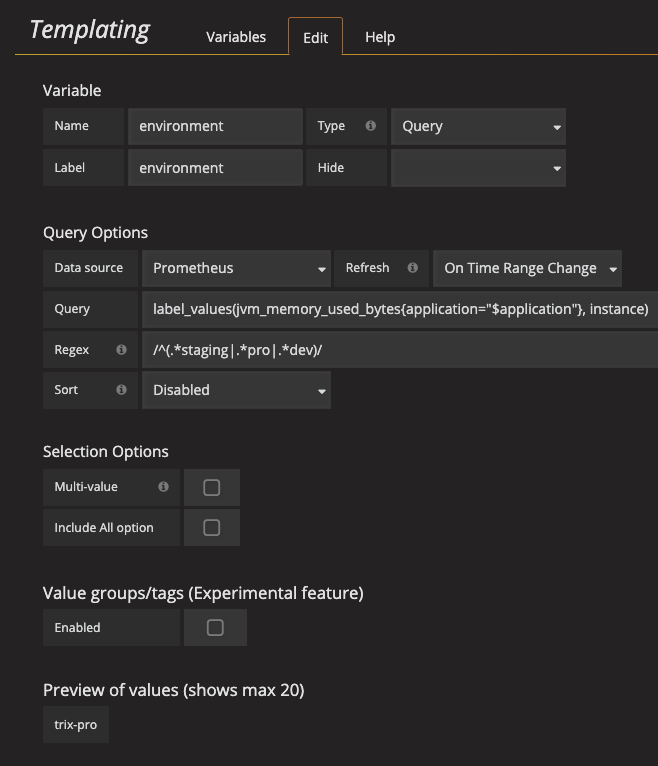 Templating Variables Edit Help
Variable
Name environment Type Query
Label environment Hide
Query Options
Data source Prometheus Refresh On Time Range Change
Query label_values(jvm_memory_used_bytes{application="$application"}, instance)
Regex /^(.*staging|.*pro|.*dev)/
Sort Disabled
Selection Options
Multi-value
Include All option
Value groups/tags (Experimental feature)
Enabled
Preview of values (shows max 20)
trix-pro